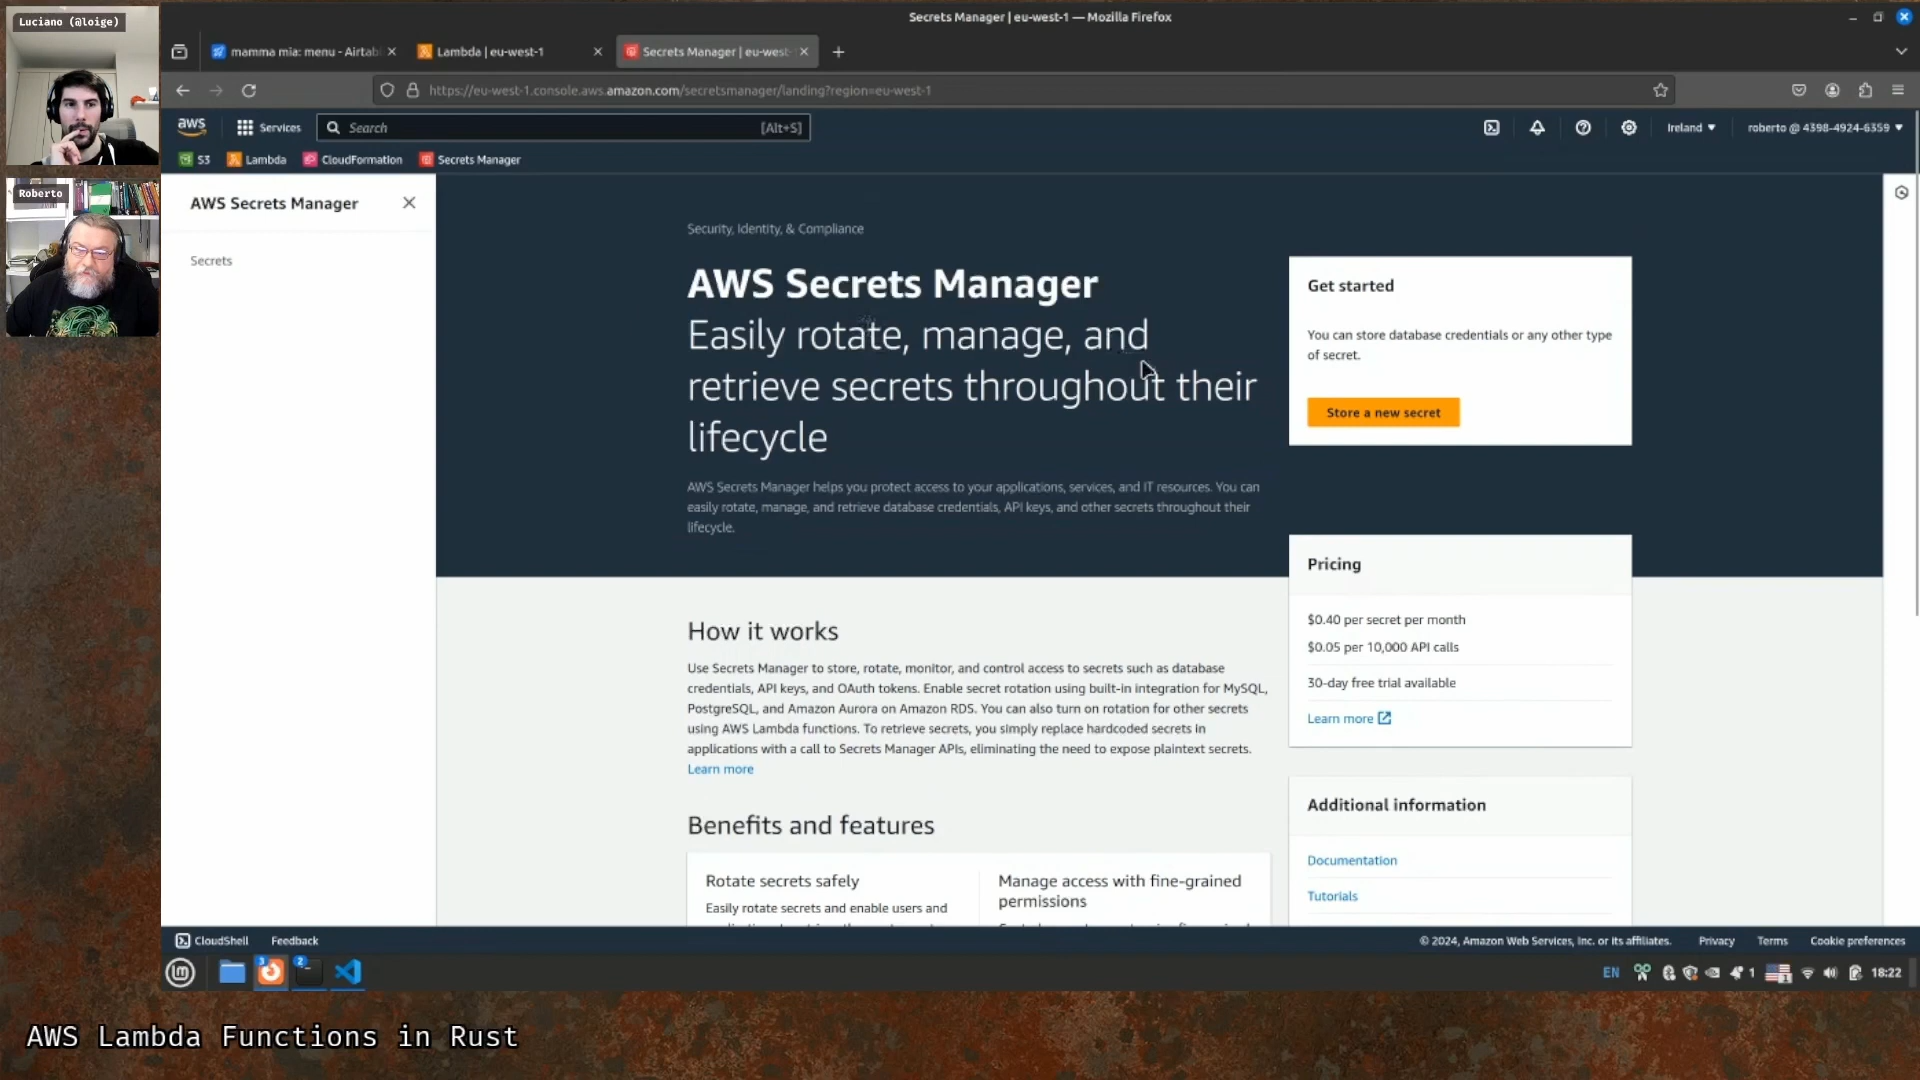 Luciano (@loige)
Roberto
Secrets Manager | eu-west-1 — Mozilla Firefox
mamma mia: menu - Airtabl
Lambda | eu-west-1
Secrets Manager | eu-west-
https://eu-west-1.console.aws.amazon.com/secretsmanager/landing?region=eu-west-1
aws
Services
Search
[Alt+S]
Ireland
roberto @ 4398-4924-6359
S3
Lambda
CloudFormation
Secrets Manager
AWS Secrets Manager
Secrets
Security, Identity, & Compliance
AWS Secrets Manager
Easily rotate, manage, and
retrieve secrets throughout their
lifecycle
AWS Secrets Manager helps you protect access to your applications, services, and IT resources. You can
easily rotate, manage, and retrieve database credentials, API keys, and other secrets throughout their
lifecycle.
Get started
You can store database credentials or any other type
of secret.
Store a new secret
Pricing
$0.40 per secret per month
$0.05 per 10,000 API calls
30-day free trial available
Learn more
How it works
Use Secrets Manager to store, rotate, monitor, and control access to secrets such as database
credentials, API keys, and OAuth tokens. Enable secret rotation using built-in integration for MySQL,
PostgreSQL, and Amazon Aurora on Amazon RDS. You can also turn on rotation for other secrets
using AWS Lambda functions. To retrieve secrets, you simply replace hardcoded secrets in
applications with a call to Secrets Manager APIs, eliminating the need to expose plaintext secrets.
Learn more
Benefits and features
Rotate secrets safely
Easily rotate secrets and enable users and
Manage access with fine-grained
permissions
Additional information
Documentation
Tutorials
CloudShell
Feedback
© 2024, Amazon Web Services, Inc. or its affiliates.
Privacy
Terms
Cookie preferences
3
2
EN
1
18:22
AWS Lambda Functions in Rust